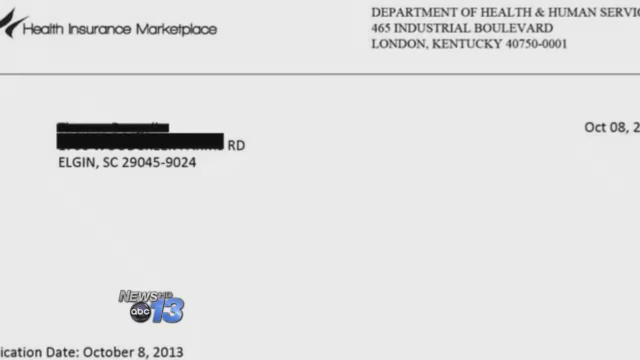 Health Insurance Marketplace
DEPARTMENT OF HEALTH & HUMAN SERVIC
465 INDUSTRIAL BOULEVARD
LONDON, KENTUCKY 40750-0001
Oct 08, 2
RD
ELGIN, SC 29045-9024
NEWS HD
abc 13
ication Date: October 8, 2013